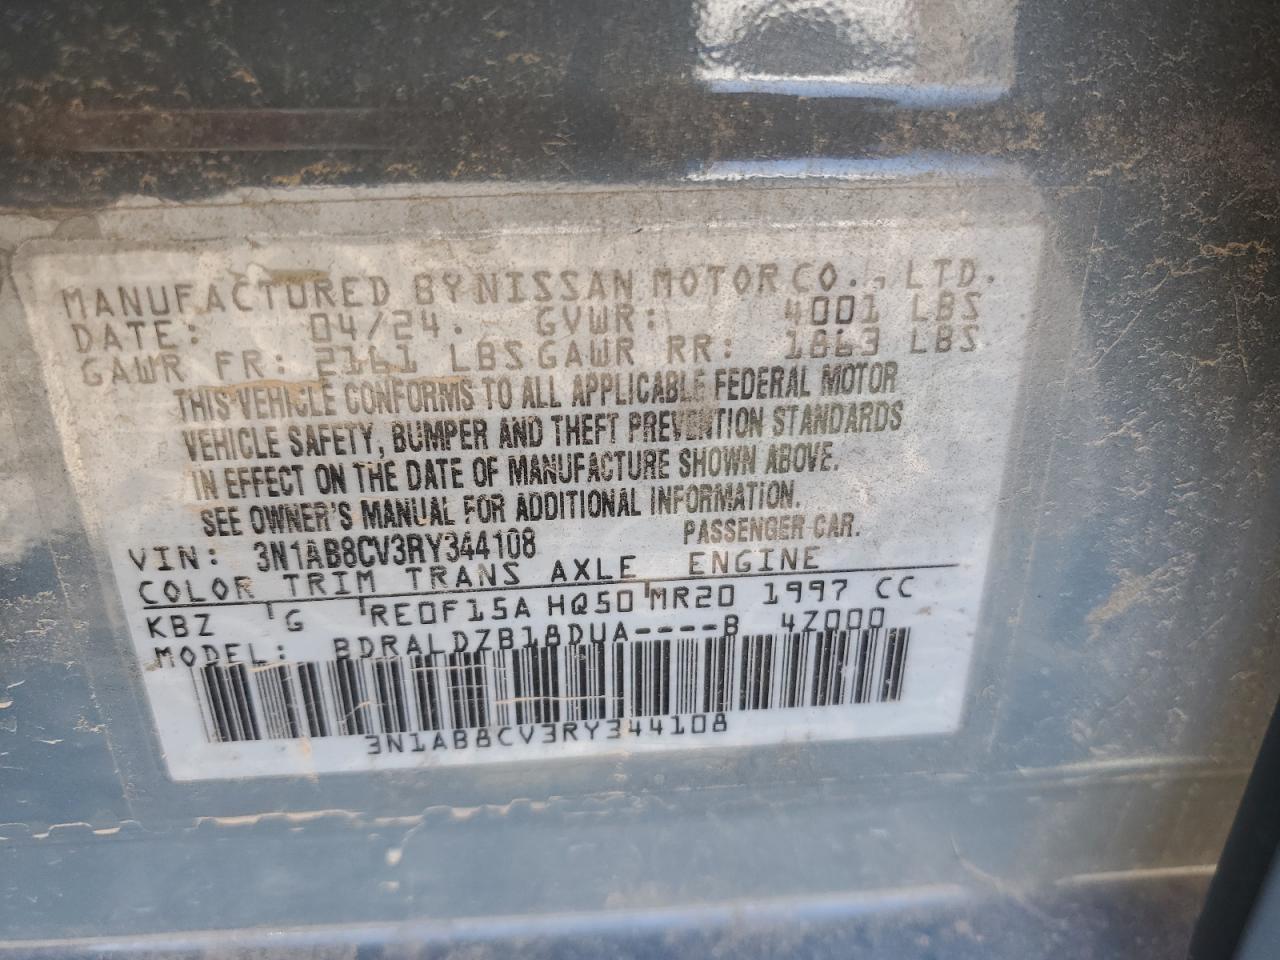 MANUFACTURED BY NISSAN MOTOR CO., LTD.
DATE: 04/24. GVWR: 4001 LBS
GAWR FR: 2161 LBS GAWR RR: 1863 LBS
THIS VEHICLE CONFORMS TO ALL APPLICABLE FEDERAL MOTOR
VEHICLE SAFETY, BUMPER AND THEFT PREVENTION STANDARDS
IN EFFECT ON THE DATE OF MANUFACTURE SHOWN ABOVE.
SEE OWNER'S MANUAL FOR ADDITIONAL INFORMATION.
VIN: 3N1AB8CV3RY344108 PASSENGER CAR.
COLOR TRIM TRANS AXLE ENGINE
KBZ G RE0F15A HQ50 MR20 1997 CC
MODEL: BDRALDZB18DUA----B 4Z000
3N1AB8CV3RY344108